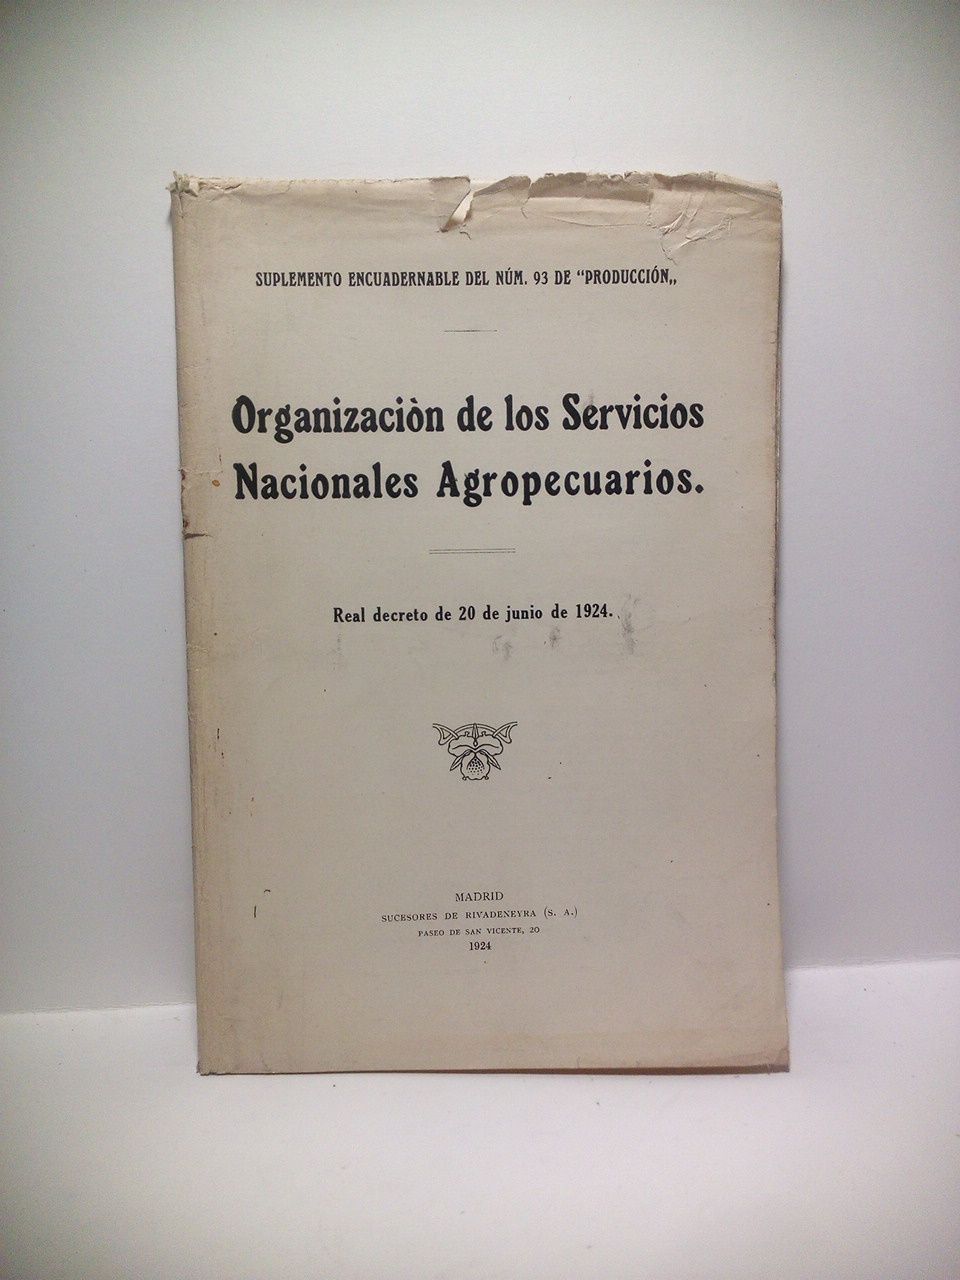 SUPLEMENTO ENCUADERNABLE DEL NÚM. 93 DE “PRODUCCIÓN„
Organizaciòn de los Servicios
Nacionales Agropecuarios.
Real decreto de 20 de junio de 1924.
MADRID
SUCESORES DE RIVADENEYRA (S. A.)
PASEO DE SAN VICENTE, 20
1924